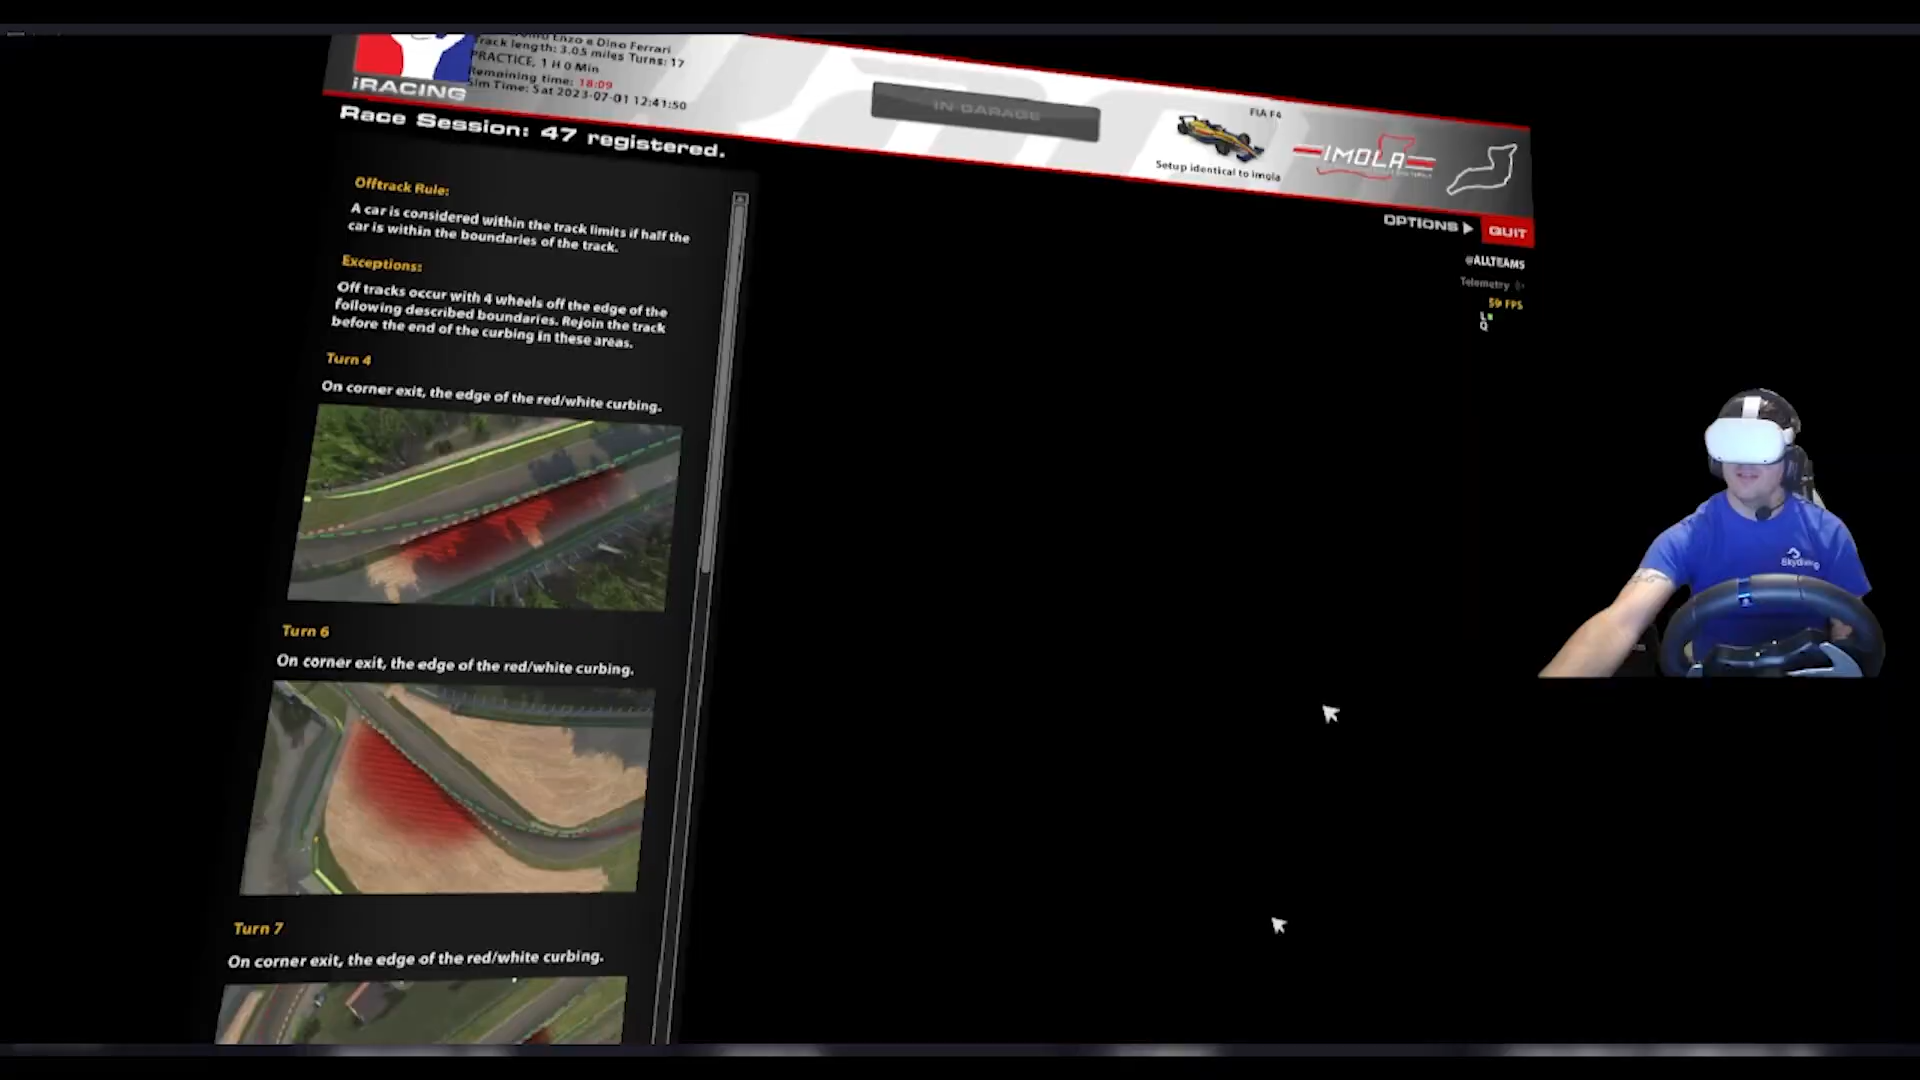 Enzo e Dino Ferrari
Track length: 3.05 miles Turns: 17
PRACTICE, 1 H 0 Min
Remaining time: 18:09
Sim Time: Sat 2023-07-01 12:41:50
iRACING
IN GARAGE
FIA F4
Setup identical to imola
IMOLA
Race Session: 47 registered.
OPTIONS
QUIT
@ALLTEAMS
Telemetry
59 FPS
L
Q
Offtrack Rule:
A car is considered within the track limits if half the
car is within the boundaries of the track.
Exceptions:
Off tracks occur with 4 wheels off the edge of the
following described boundaries. Rejoin the track
before the end of the curbing in these areas.
Turn 4
On corner exit, the edge of the red/white curbing.
Turn 6
On corner exit, the edge of the red/white curbing.
Turn 7
On corner exit, the edge of the red/white curbing.
Skydiving